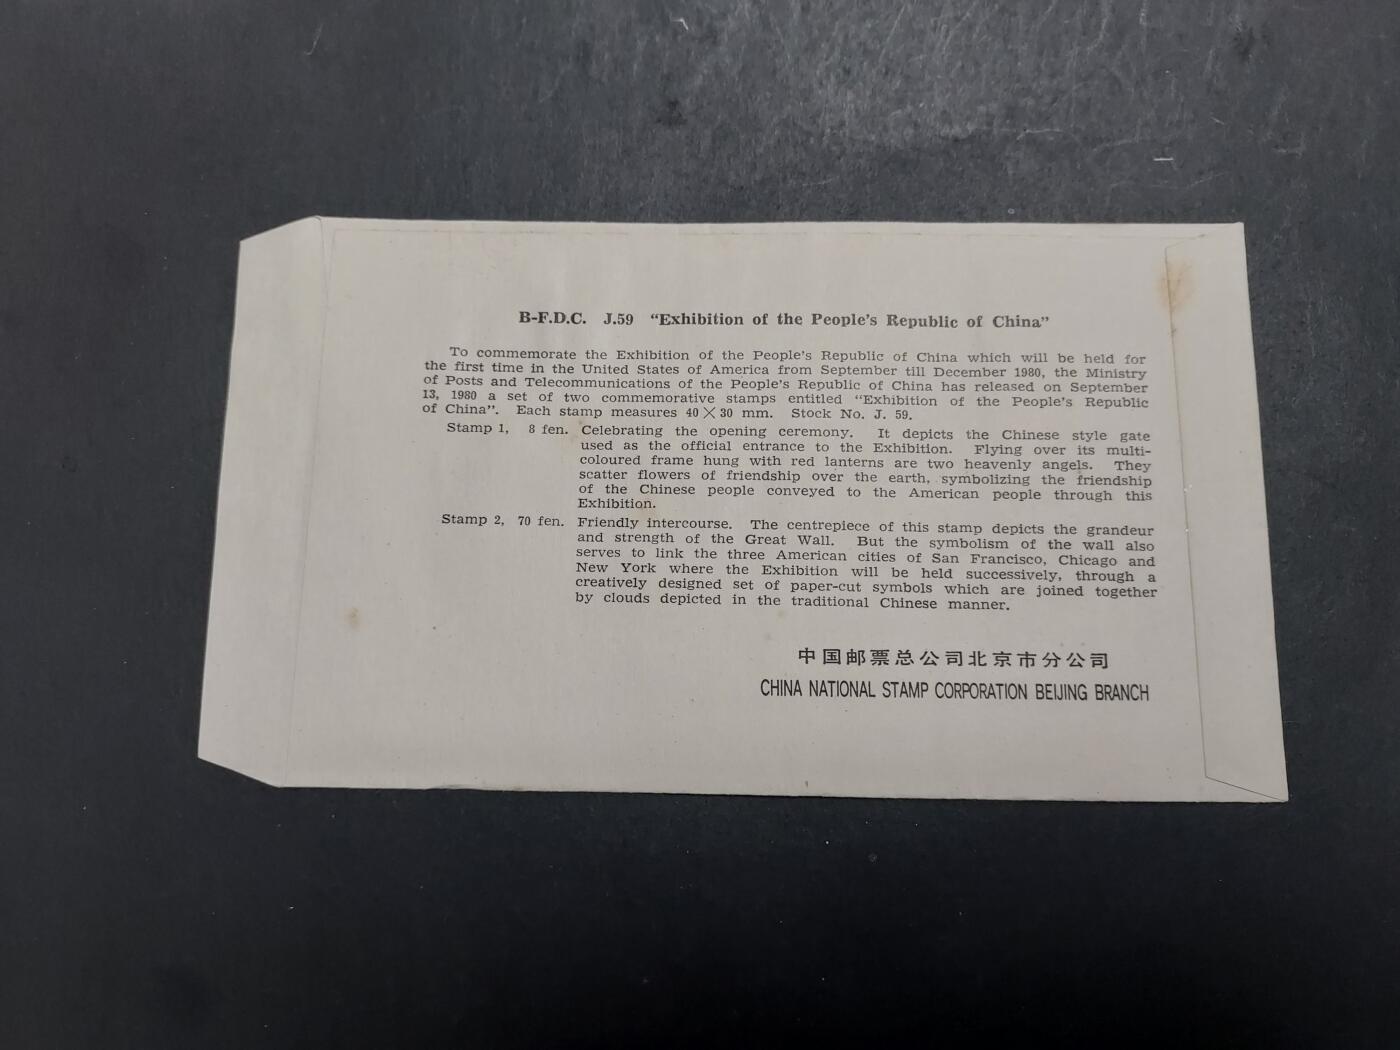 B-F.D.C. J.59 “Exhibition of the People’s Republic of China”
To commemorate the Exhibition of the People’s Republic of China which will be held for
the first time in the United States of America from September till December 1980, the Ministry
of Posts and Telecommunications of the People’s Republic of China has released on September
13, 1980 a set of two commemorative stamps entitled “Exhibition of the People’s Republic
of China”. Each stamp measures 40×30 mm. Stock No. J. 59.
Stamp 1, 8 fen. Celebrating the opening ceremony. It depicts the Chinese style gate
used as the official entrance to the Exhibition. Flying over its multi-
coloured frame hung with red lanterns are two heavenly angels. They
scatter flowers of friendship over the earth, symbolizing the friendship
of the Chinese people conveyed to the American people through this
Exhibition.
Stamp 2, 70 fen. Friendly intercourse. The centrepiece of this stamp depicts the grandeur
and strength of the Great Wall. But the symbolism of the wall also
serves to link the three American cities of San Francisco, Chicago and
New York where the Exhibition will be held successively, through a
creatively designed set of paper-cut symbols which are joined together
by clouds depicted in the traditional Chinese manner.
中国邮票总公司北京市分公司
CHINA NATIONAL STAMP CORPORATION BEIJING BRANCH